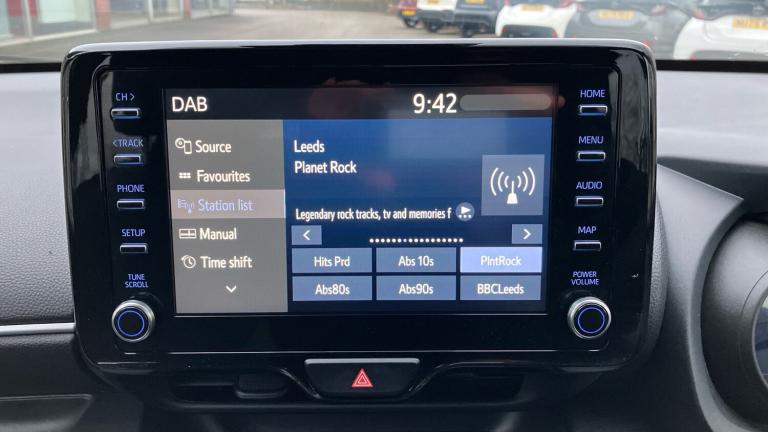 DAB 9:42
CH >
< TRACK
PHONE
SETUP
TUNE
SCROLL
Source
Favourites
Station list
Manual
Time shift
Leeds
Planet Rock
Legendary rock tracks, tv and memories f
Hits Prd Abs 10s PlntRock
Abs80s Abs90s BBCLeeds
HOME
MENU
AUDIO
MAP
POWER
VOLUME